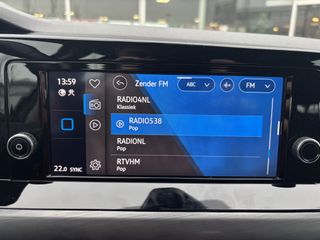 13:59
Zender FM
ABC
FM
RADIO4NL
Klassiek
RADIO538
Pop
RADIONL
Pop
RTVHM
Pop
22.0 SYNC